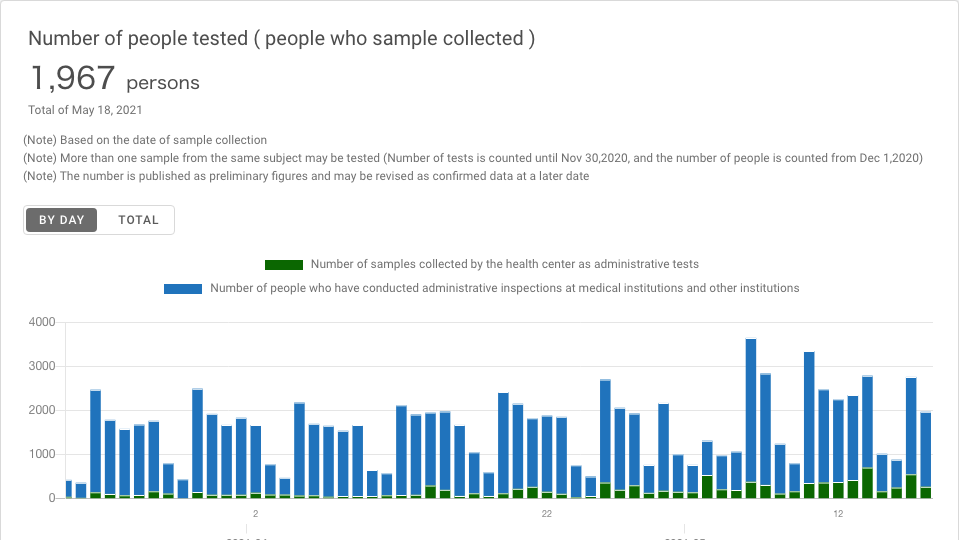 Number of people tested ( people who sample collected )
1,967 persons
Total of May 18, 2021
(Note) Based on the date of sample collection
(Note) More than one sample from the same subject may be tested (Number of tests is counted until Nov 30,2020, and the number of people is counted from Dec 1,2020)
(Note) The number is published as preliminary figures and may be revised as confirmed data at a later date
BY DAY TOTAL
Number of samples collected by the health center as administrative tests
Number of people who have conducted administrative inspections at medical institutions and other institutions
4000
3000
2000
1000
0
2 22 12